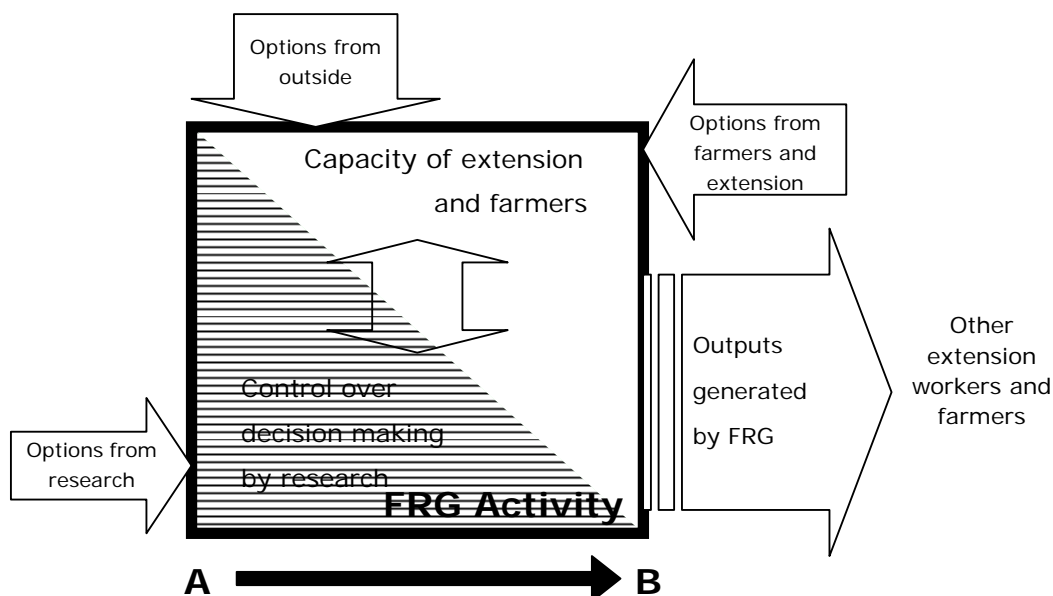 Options from
outside
Options from
farmers and
extension
Capacity of extension
and farmers
Control over
decision making
by research
FRG Activity
Options from
research
Outputs
generated
by FRG
Other
extension
workers and
farmers
A
B